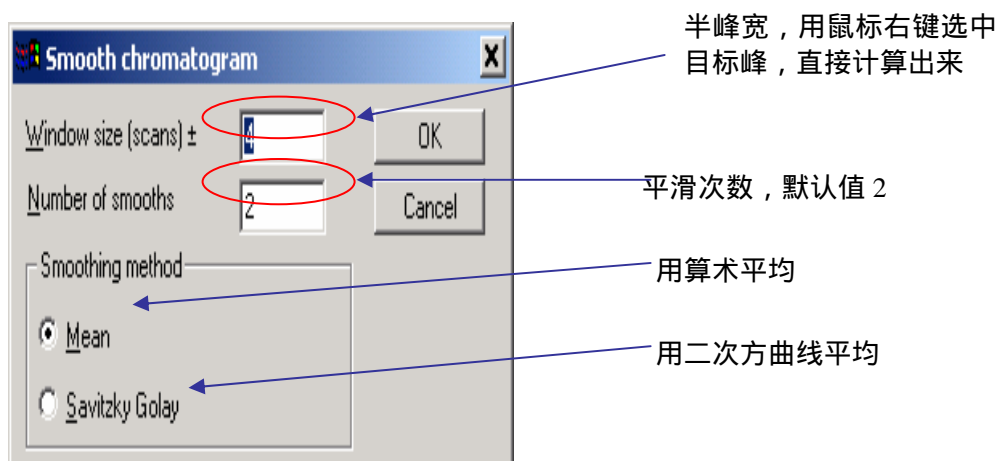 半峰宽，用鼠标右键选中
目标峰，直接计算出来
Smooth chromatogram
Window size (scans) ±
4
OK
Number of smooths
2
Cancel
平滑次数，默认值 2
Smoothing method
用算术平均
Mean
用二次方曲线平均
Savitzky Golay